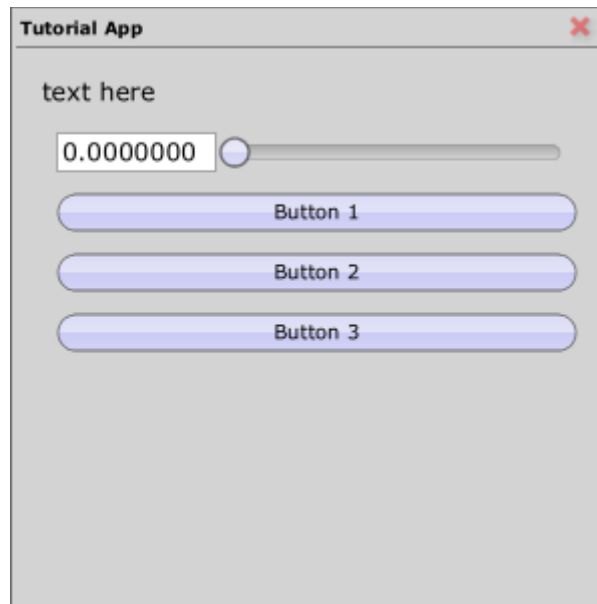 Tutorial App
text here
0.0000000
Button 1
Button 2
Button 3